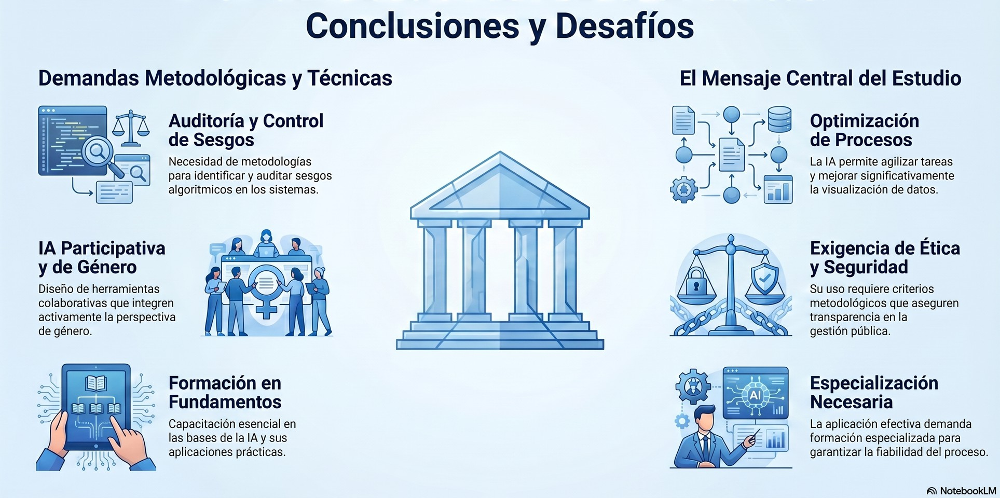 Conclusiones y Desafíos
Demandas Metodológicas y Técnicas
Auditoría y Control
de Sesgos
Necesidad de metodologías
para identificar y auditar sesgos
algoritmicos en los sistemas.
IA Participativa
y de Género
Diseño de herramientas
colaborativas que integren
activamente la perspectiva
de género.
Formación en
Fundamentos
Capacitación esencial en
las bases de la IA y sus
aplicaciones prácticas.
El Mensaje Central del Estudio
Optimización
de Procesos
La IA permite agilizar tareas
y mejorar significativamente
la visualización de datos.
Exigencia de Ética
y Seguridad
Su uso requiere criterios
metodológicos que aseguren
transparencia en la
gestión pública.
AI
Especialización
Necesaria
La aplicación efectiva demanda
formación especializada para
garantizar la fiabilidad del proceso.
NotebookLM